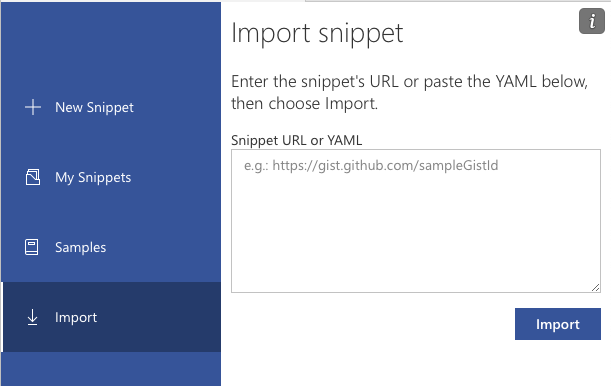 Import snippet
i
Enter the snippet's URL or paste the YAML below,
then choose Import.
New Snippet
Snippet URL or YAML
e.g.: https://gist.github.com/sampleGistId
My Snippets
Samples
Import
Import